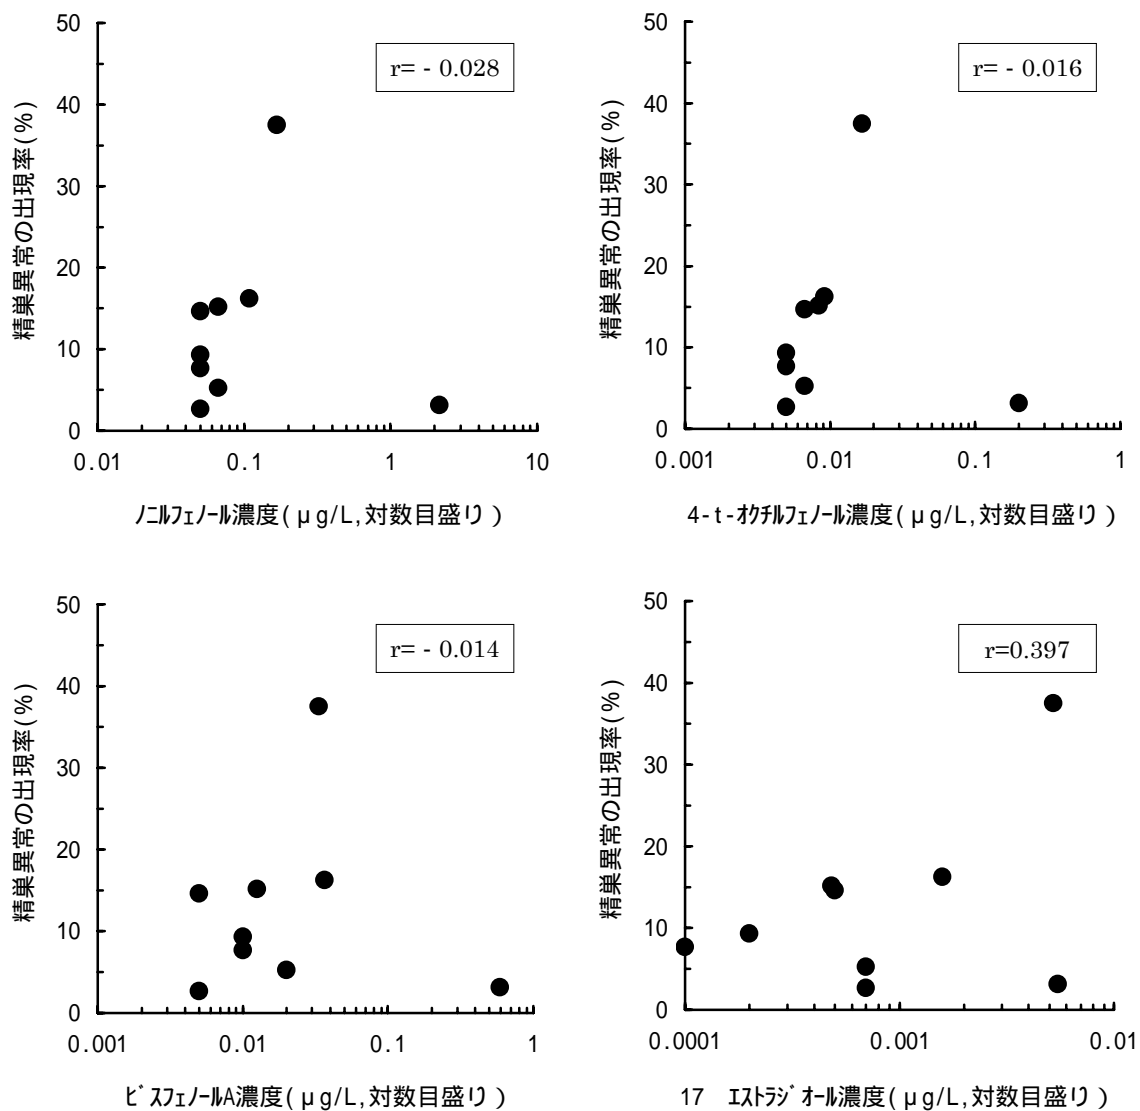 50
40
30
20
10
0
精巣異常の出現率(%)
r= - 0.028
0.01 0.1 1 10
ﾉﾆﾙﾌｪﾉｰﾙ濃度(μg/L,対数目盛り)
50
40
30
20
10
0
精巣異常の出現率(%)
r= - 0.016
0.001 0.01 0.1 1
4-t-ｵｸﾁﾙﾌｪﾉｰﾙ濃度(μg/L,対数目盛り)
50
40
30
20
10
0
精巣異常の出現率(%)
r= - 0.014
0.001 0.01 0.1 1
ﾋﾞｽﾌｪﾉｰﾙA濃度(μg/L,対数目盛り)
50
40
30
20
10
0
精巣異常の出現率(%)
r=0.397
0.0001 0.001 0.01
17 ｴｽﾄﾗｼﾞｵｰﾙ濃度(μg/L,対数目盛り)